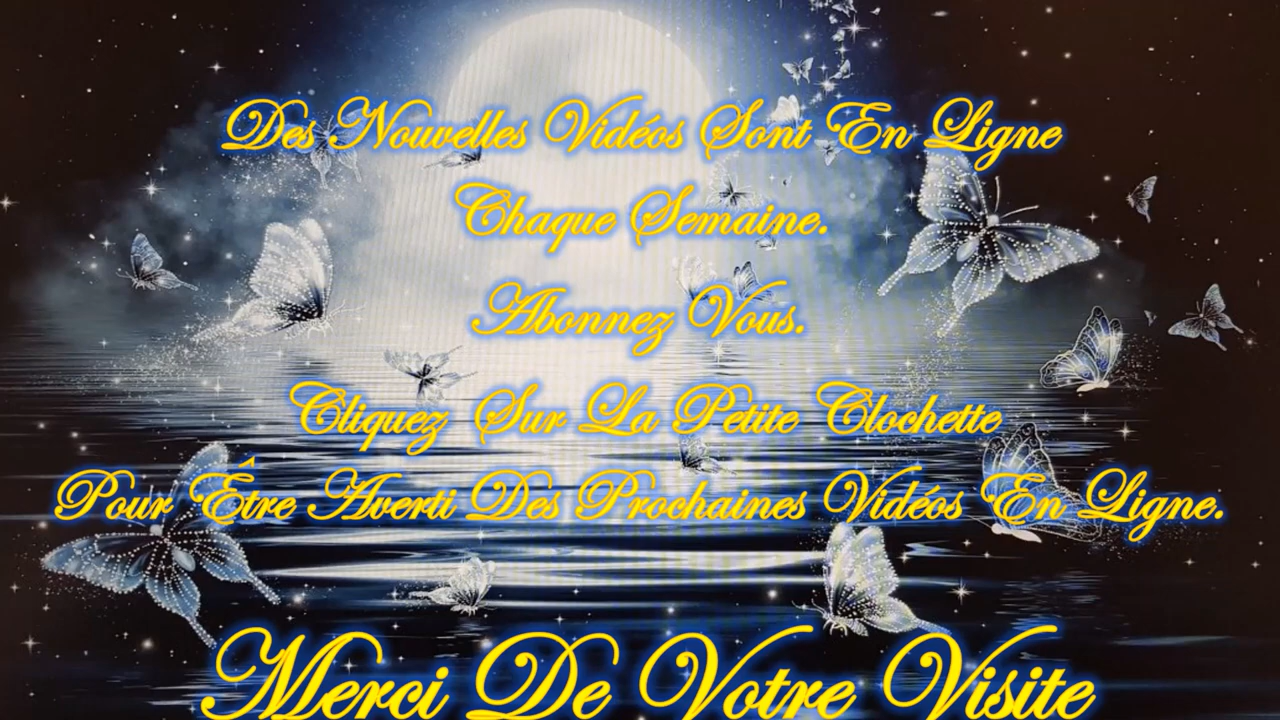 Des Nouvelles Vidéos Sont En Ligne
Chaque Semaine.
Abonnez Vous.
Cliquez Sur La Petite Clochette
Pour Être Averti Des Prochaines Vidéos En Ligne.
Merci De Votre Visite